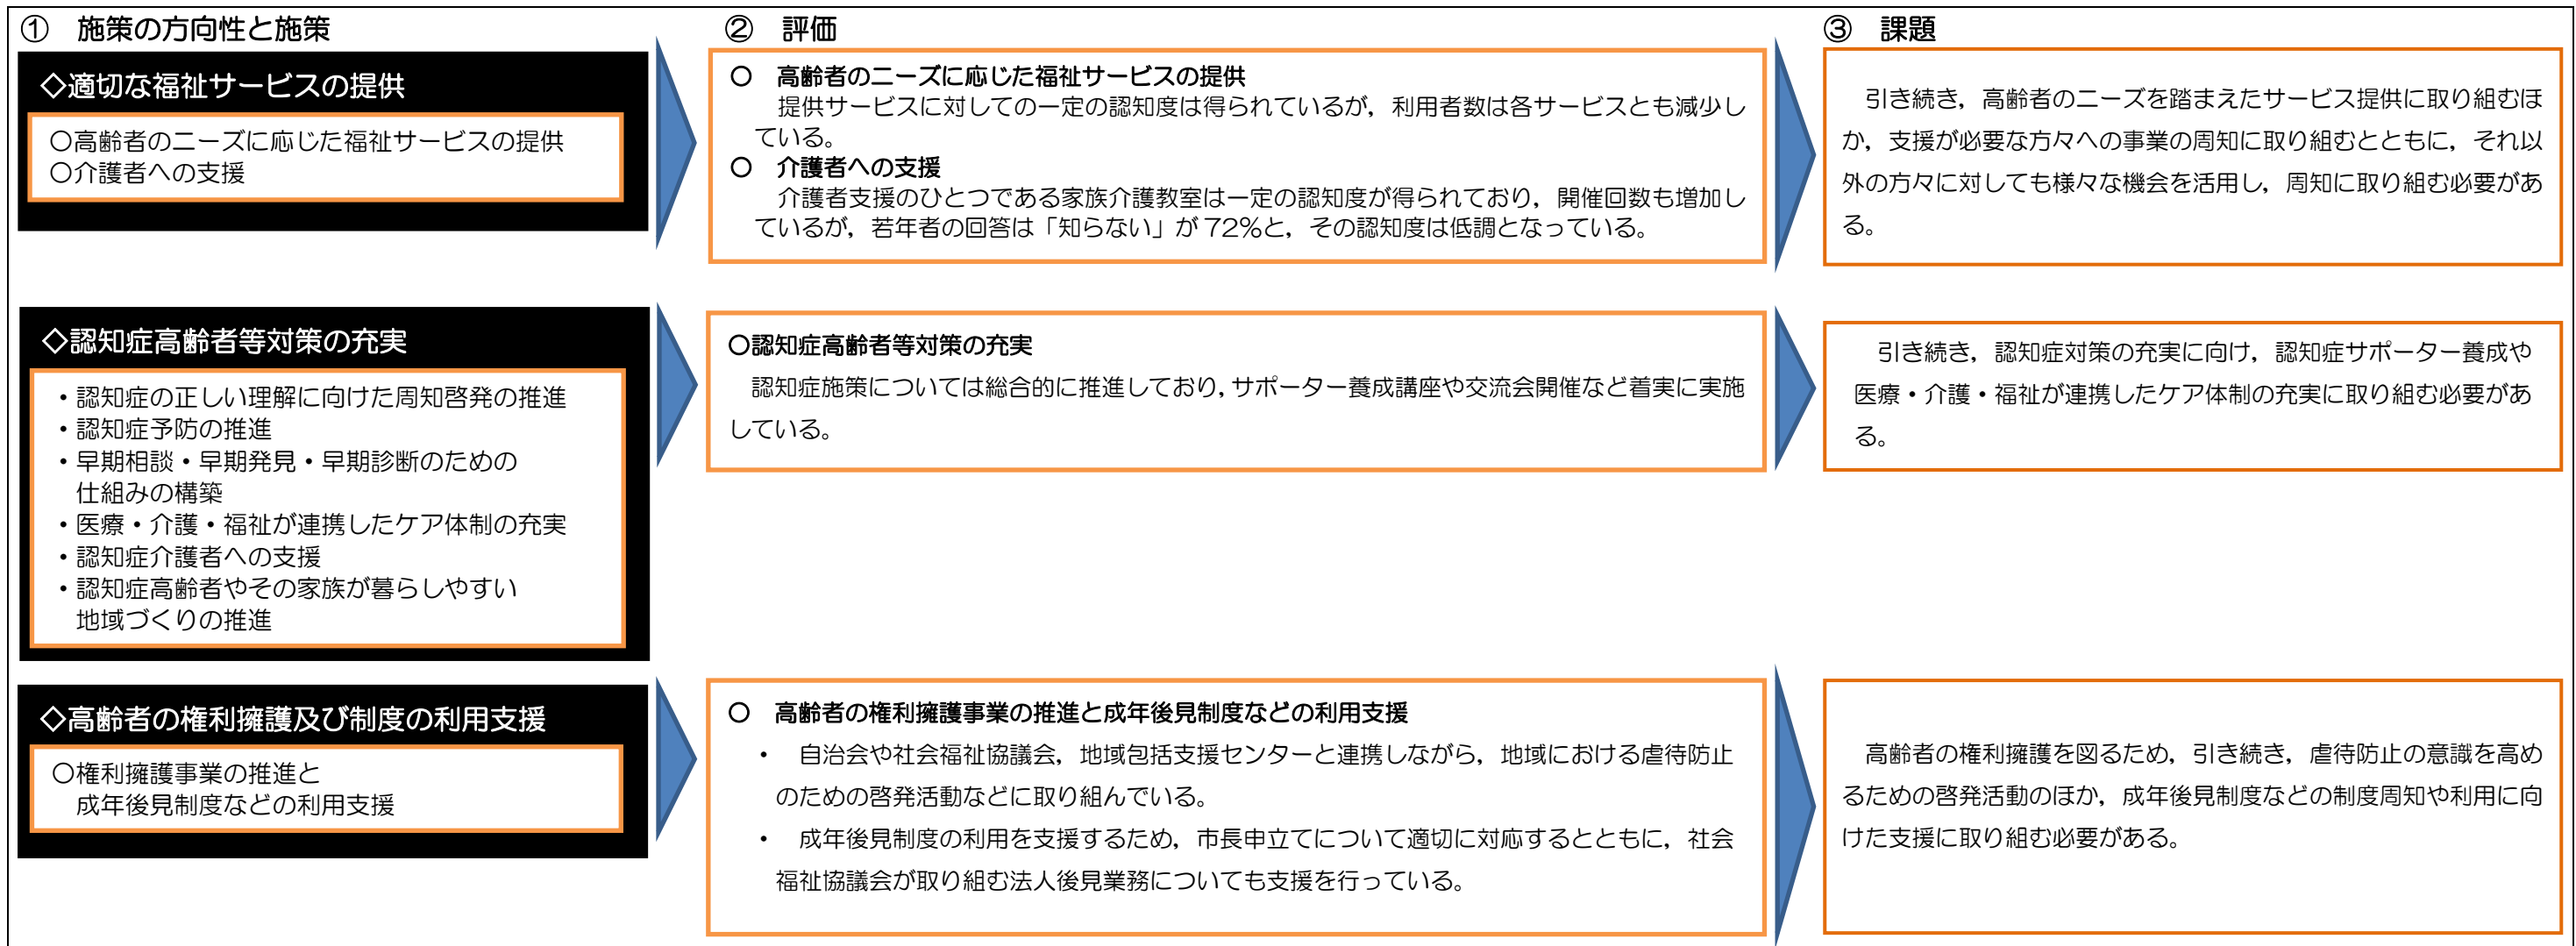 ① 施策の方向性と施策
◇適切な福祉サービスの提供
〇高齢者のニーズに応じた福祉サービスの提供
〇介護者への支援
② 評価
〇 高齢者のニーズに応じた福祉サービスの提供
提供サービスに対しての一定の認知度は得られているが，利用者数は各サービスとも減少し
ている。
〇 介護者への支援
介護者支援のひとつである家族介護教室は一定の認知度が得られており，開催回数も増加し
ているが，若年者の回答は「知らない」が 72%と，その認知度は低調となっている。
③ 課題
引き続き，高齢者のニーズを踏まえたサービス提供に取り組むほ
か，支援が必要な方々への事業の周知に取り組むとともに，それ以
外の方々に対しても様々な機会を活用し，周知に取り組む必要があ
る。
◇認知症高齢者等対策の充実
・認知症の正しい理解に向けた周知啓発の推進
・認知症予防の推進
・早期相談・早期発見・早期診断のための
仕組みの構築
・医療・介護・福祉が連携したケア体制の充実
・認知症介護者への支援
・認知症高齢者やその家族が暮らしやすい
地域づくりの推進
〇認知症高齢者等対策の充実
認知症施策については総合的に推進しており，サポーター養成講座や交流会開催など着実に実施
している。
引き続き，認知症対策の充実に向け，認知症サポーター養成や
医療・介護・福祉が連携したケア体制の充実に取り組む必要があ
る。
◇高齢者の権利擁護及び制度の利用支援
〇権利擁護事業の推進と
成年後見制度などの利用支援
〇 高齢者の権利擁護事業の推進と成年後見制度などの利用支援
・ 自治会や社会福祉協議会，地域包括支援センターと連携しながら，地域における虐待防止
のための啓発活動などに取り組んでいる。
・ 成年後見制度の利用を支援するため，市長申立てについて適切に対応するとともに，社会
福祉協議会が取り組む法人後見業務についても支援を行っている。
高齢者の権利擁護を図るため，引き続き，虐待防止の意識を高め
るための啓発活動のほか，成年後見制度などの制度周知や利用に向
けた支援に取り組む必要がある。